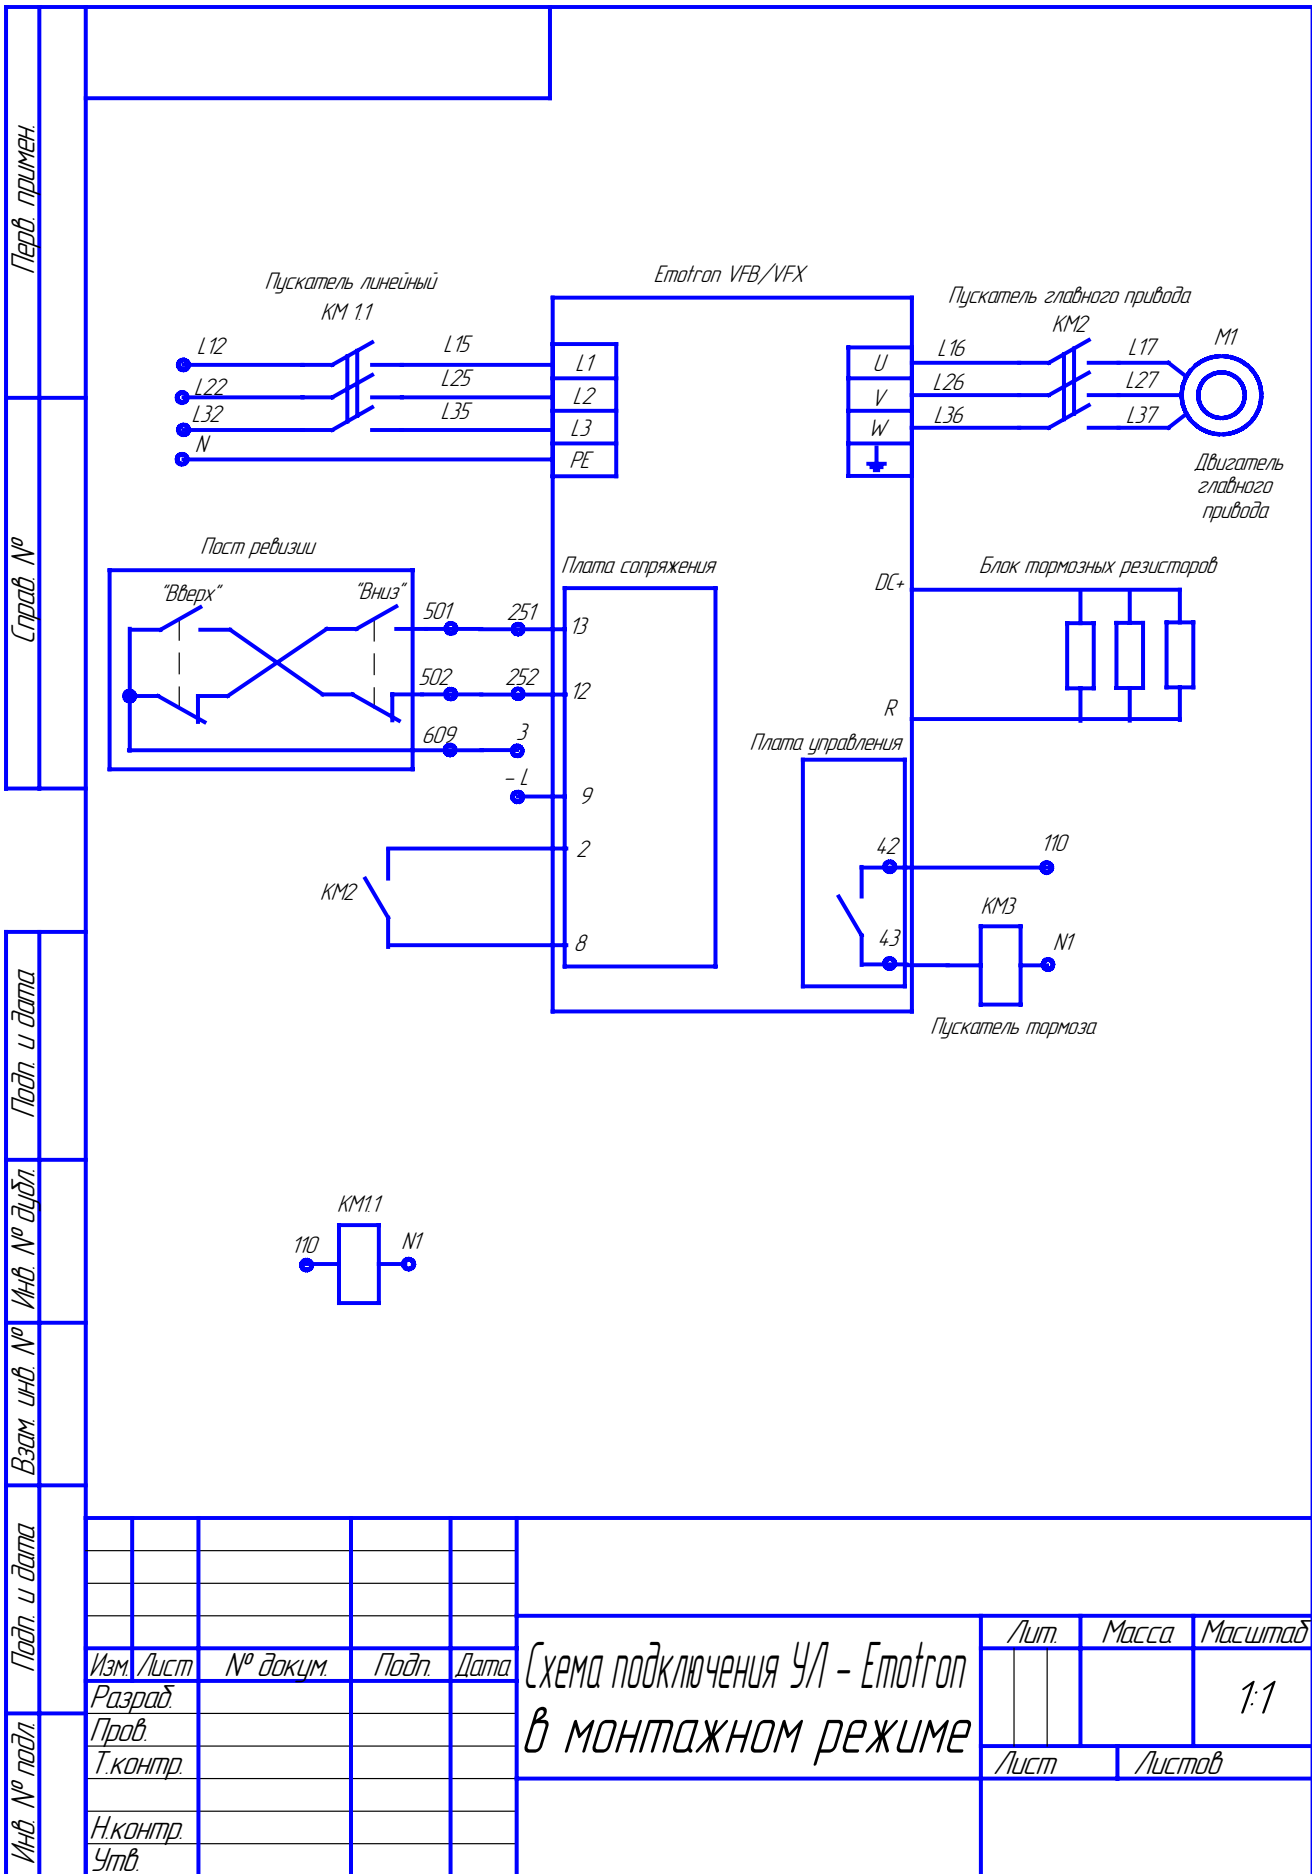 Перв. примен.
Справ. №
Подп. и дата
Инв. № дубл.
Взам. инв. №
Подп. и дата
Инв. № подл.
Пускатель линейный
КМ 1.1
Emotron VFB/VFX
Пускатель главного привода
КМ2
М1
L12
L15
L1
U
L16
L17
L22
L25
L2
V
L26
L27
L32
L35
L3
W
L36
L37
N
PE
Двигатель
главного
привода
Пост ревизии
"Вверх"
"Вниз"
501
251
13
502
252
12
609
3
- L
9
2
КМ2
8
Плата сопряжения
DC+
Блок тормозных резисторов
R
Плата управления
42
110
КМ3
43
N1
Пускатель тормоза
КМ1.1
110
N1
Изм.
Лист
№ докум.
Подп.
Дата
Разраб.
Пров.
Т.контр.
Н.контр.
Утв.
Схема подключения УЛ - Emotron
в монтажном режиме
Лит.
Масса
Масштаб
1:1
Лист
Листов